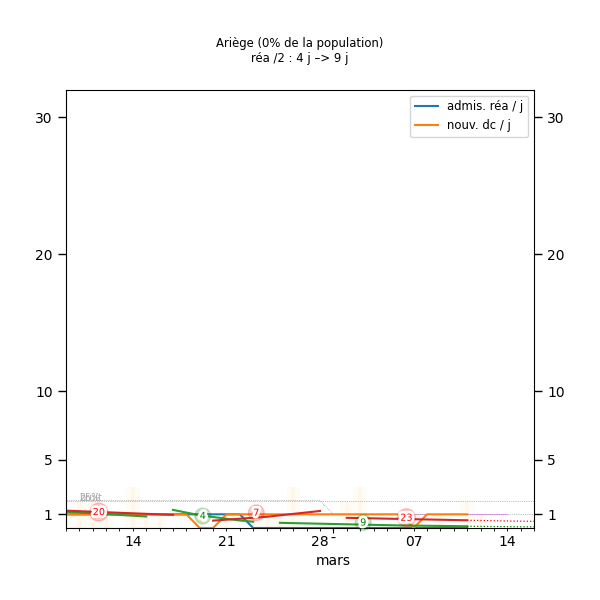 Ariège (0% de la population)
réa /2 : 4 j –> 9 j
admis. réa / j
nouv. dc / j
30 30
20 20
10 10
5 5
1 1
20 4 7 9 23
14 21 28 07 14
mars